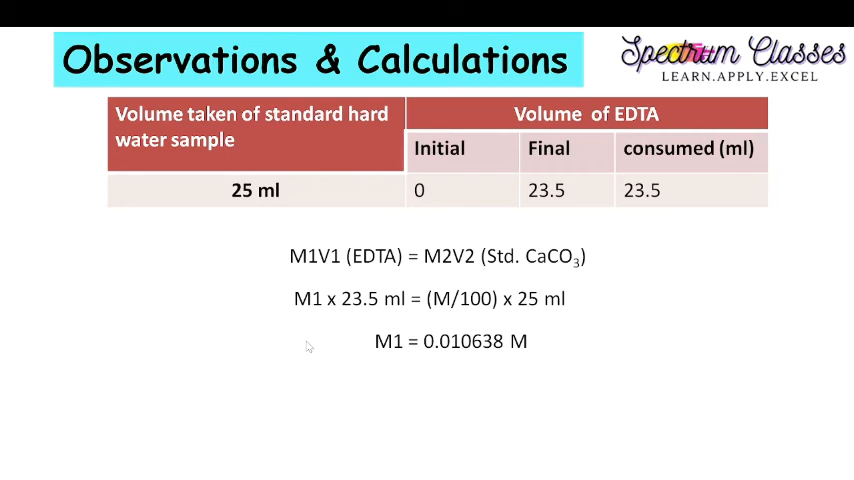 Observations & Calculations
Spectrum Classes
LEARN.APPLY.EXCEL
Volume taken of standard hard
water sample
Volume of EDTA
Initial
Final
consumed (ml)
25 ml
0
23.5
23.5
M1V1 (EDTA) = M2V2 (Std. CaCO₃)
M1 x 23.5 ml = (M/100) x 25 ml
M1 = 0.010638 M